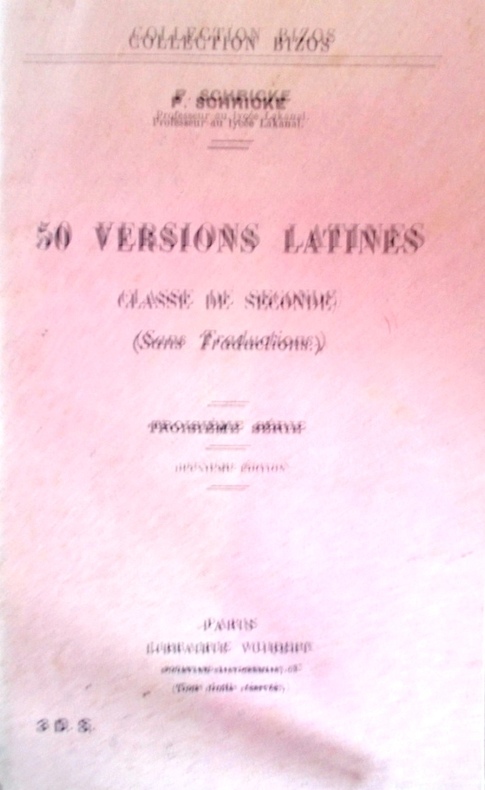 COLLECTION BIZOS
F. SCHRICKE
Professeur au lycée Lakanal.
50 VERSIONS LATINES
CLASSE DE SECONDE
(Sans Traductions.)
TROISIÈME SÉRIE
DEUXIÈME ÉDITION
PARIS
LIBRAIRIE VUIBERT
(Tous droits réservés.)